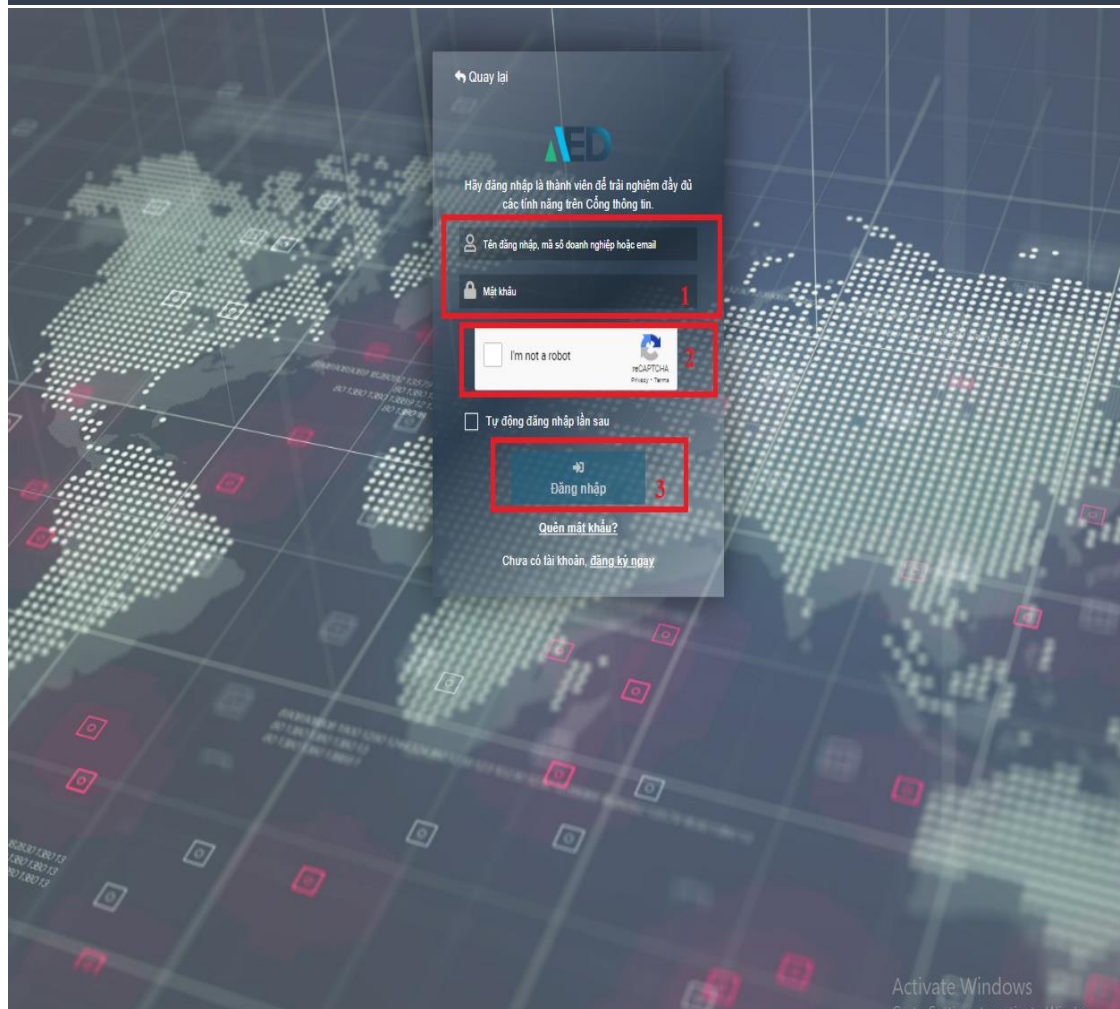 Quay lại
AED
Hãy đăng nhập là thành viên để trải nghiệm đầy đủ
các tính năng trên Cổng thông tin.
Tên đăng nhập, mã số doanh nghiệp hoặc email
Mật khẩu
1
I'm not a robot
reCAPTCHA
Privacy - Terms
2
Tự động đăng nhập lần sau
Đăng nhập
3
Quên mật khẩu?
Chưa có tài khoản, đăng ký ngay
Activate Windows